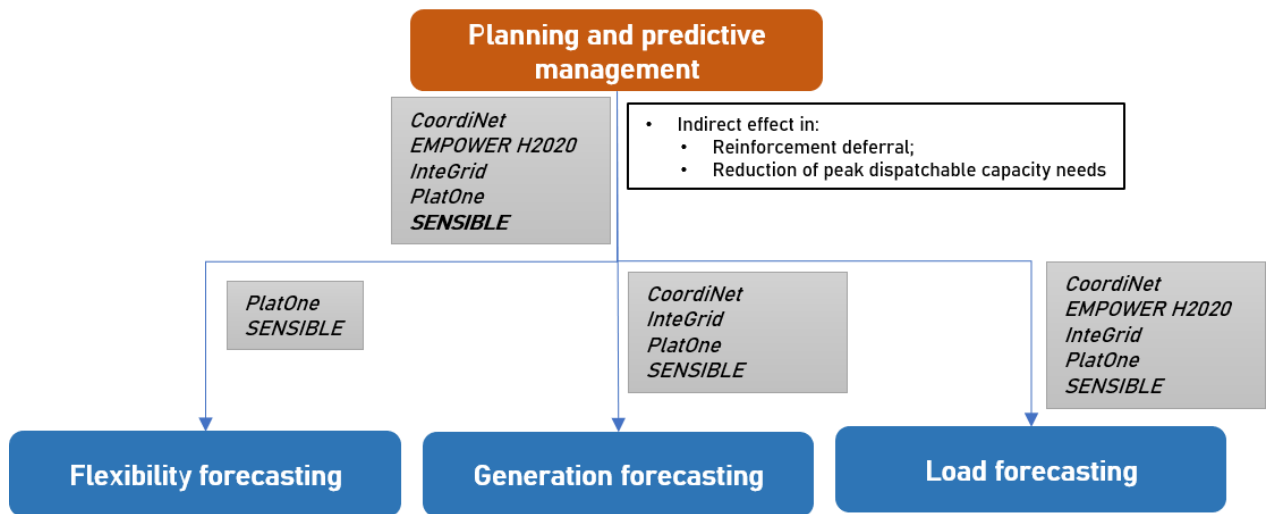 Planning and predictive
management
CoordiNet
EMPOWER H2020
InteGrid
PlatOne
SENSIBLE
• Indirect effect in:
• Reinforcement deferral;
• Reduction of peak dispatchable capacity needs
PlatOne
SENSIBLE
CoordiNet
InteGrid
PlatOne
SENSIBLE
CoordiNet
EMPOWER H2020
InteGrid
PlatOne
SENSIBLE
Flexibility forecasting
Generation forecasting
Load forecasting